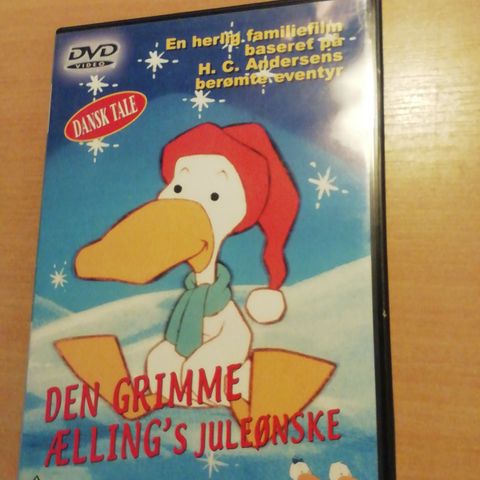 DVD
VIDEO
En herlig familiefilm
baseret på
H. C. Andersens
berømte eventyr
DANSK TALE
DEN GRIMME
ÆLLING'S JULEØNSKE